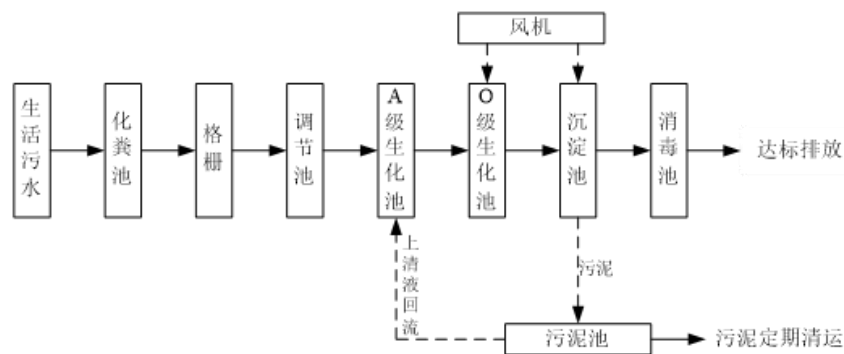 风机
生活污水
化粪池
格栅
调节池
A级生化池
O级生化池
沉淀池
消毒池
达标排放
上清液回流
污泥
污泥池
污泥定期清运